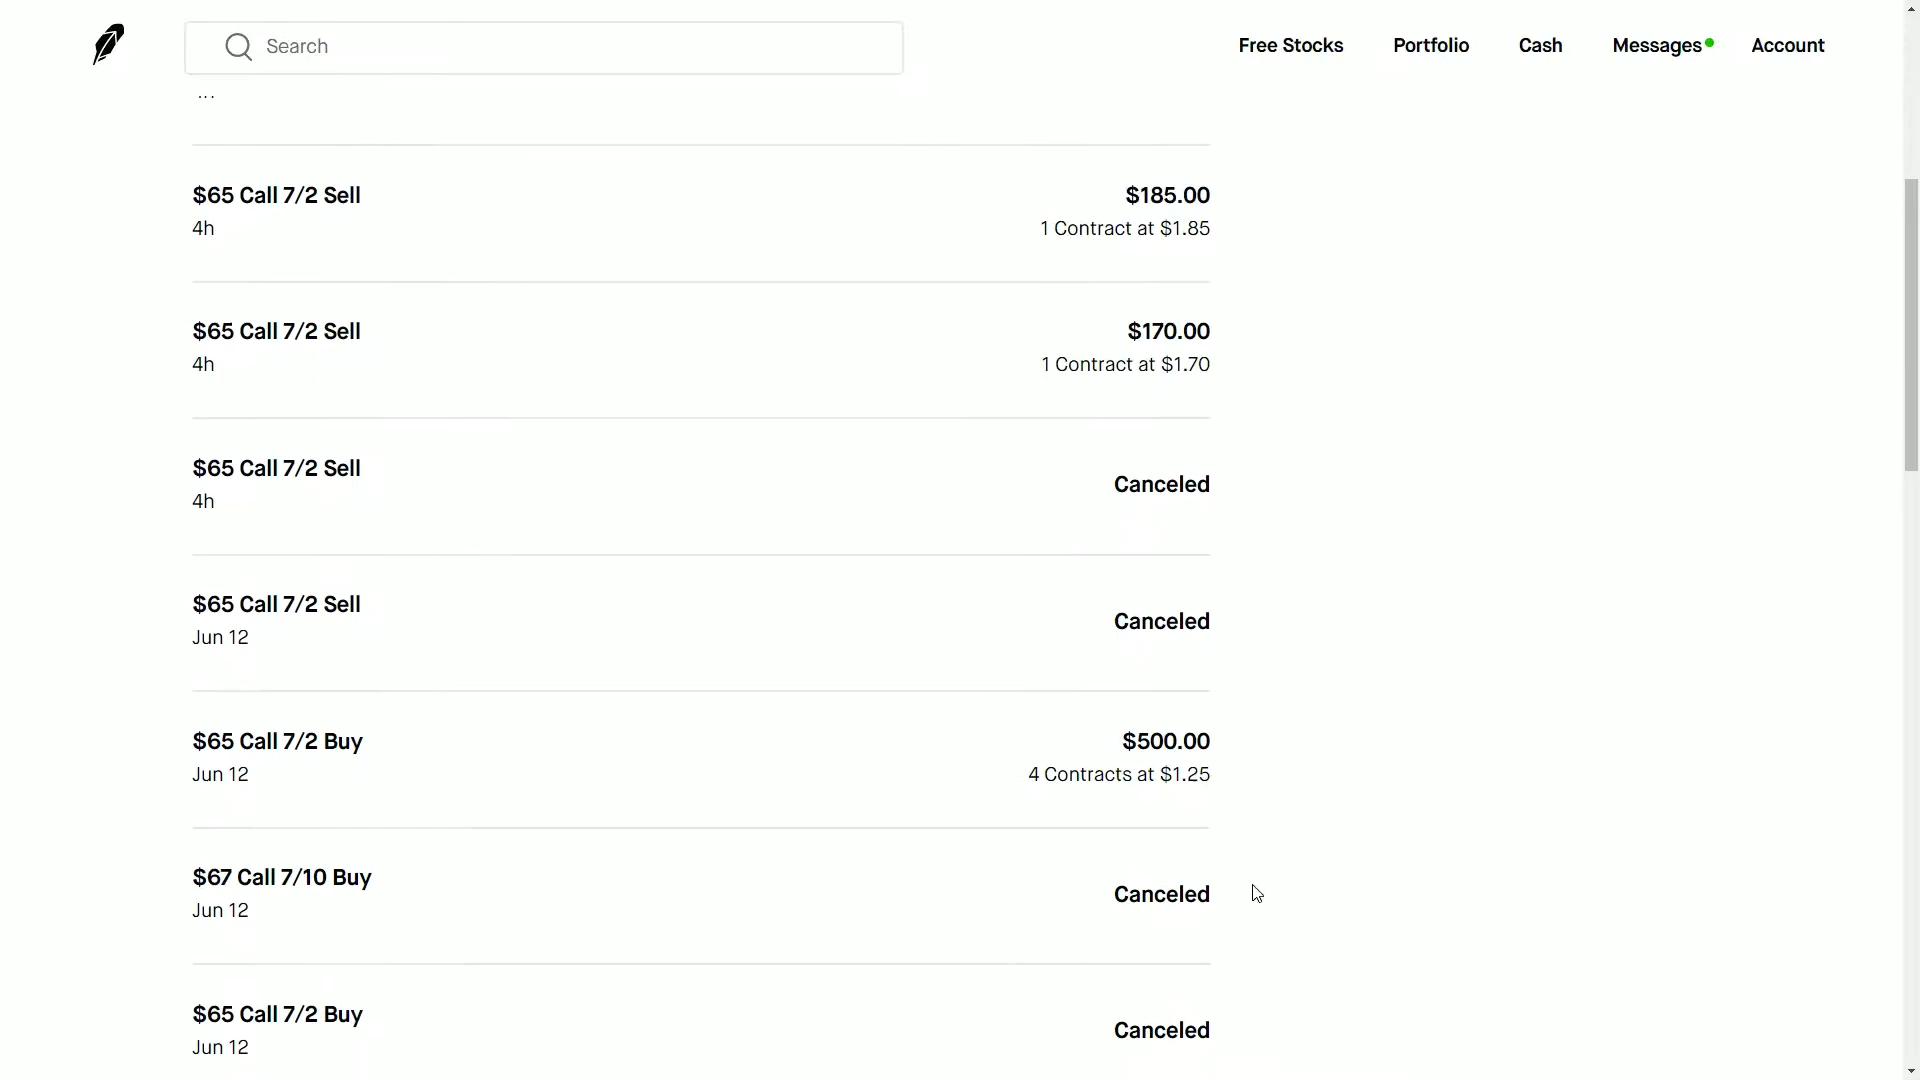 Search
Free Stocks
Portfolio
Cash
Messages
Account
...
$65 Call 7/2 Sell
$185.00
4h
1 Contract at $1.85
$65 Call 7/2 Sell
$170.00
4h
1 Contract at $1.70
$65 Call 7/2 Sell
Canceled
4h
$65 Call 7/2 Sell
Canceled
Jun 12
$65 Call 7/2 Buy
$500.00
Jun 12
4 Contracts at $1.25
$67 Call 7/10 Buy
Canceled
Jun 12
$65 Call 7/2 Buy
Canceled
Jun 12